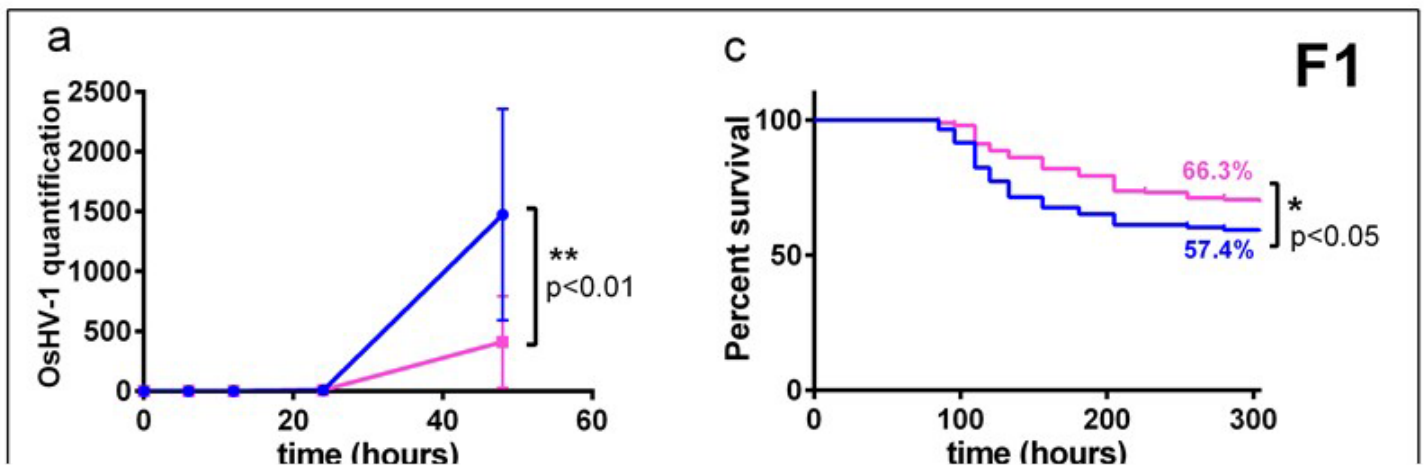 a
OsHV-1 quantification
2500
2000
1500
1000
500
0
0 20 40 60
time (hours)
**
p<0.01
c
F1
Percent survival
100
50
0
0 100 200 300
time (hours)
66.3%
57.4%
*
p<0.05